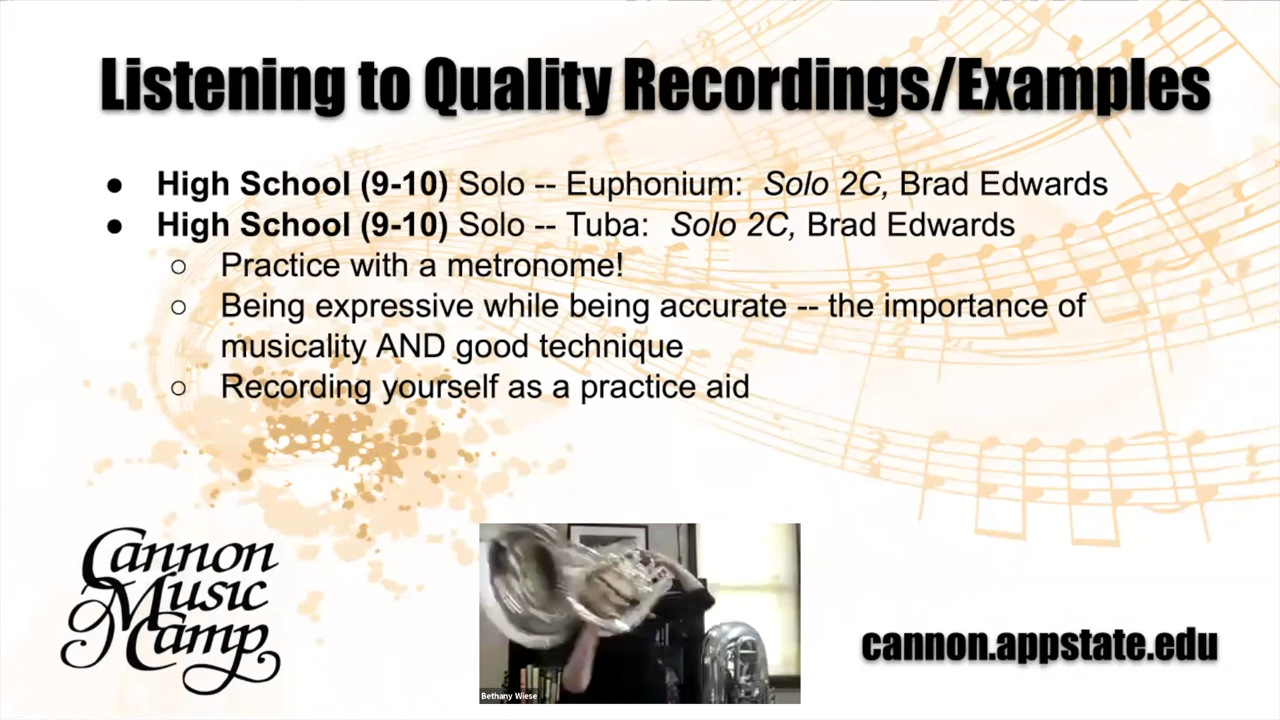 Listening to Quality Recordings/Examples
● High School (9-10) Solo -- Euphonium: Solo 2C, Brad Edwards
● High School (9-10) Solo -- Tuba: Solo 2C, Brad Edwards
○ Practice with a metronome!
○ Being expressive while being accurate -- the importance of
musicality AND good technique
○ Recording yourself as a practice aid
Cannon
Music
Camp
Bethany Wiese
cannon.appstate.edu